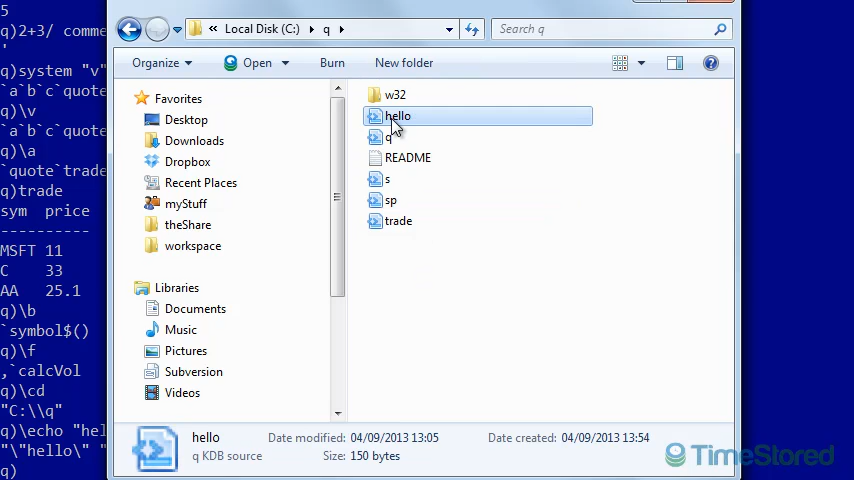 5
q)2+3/ comme
'
q)system "v"
`a`b`c`quote
q)\v
`a`b`c`quote
q)\a
`quote`trade
q)trade
sym price
----------
MSFT 11
C 33
AA 25.1
q)\b
`symbol$()
q)\f
,`calcVol
q)\cd
"C:\\q"
q)\echo "hel
"\"hello\" "
q)
« Local Disk (C:) q
Search q
Organize
Open
Burn
New folder
Favorites
Desktop
Downloads
Dropbox
Recent Places
myStuff
theShare
workspace
Libraries
Documents
Music
Pictures
Subversion
Videos
w32
hello
q
README
s
sp
trade
hello
Date modified: 04/09/2013 13:05
Date created: 04/09/2013 13:54
q KDB source
Size: 150 bytes
TimeStored